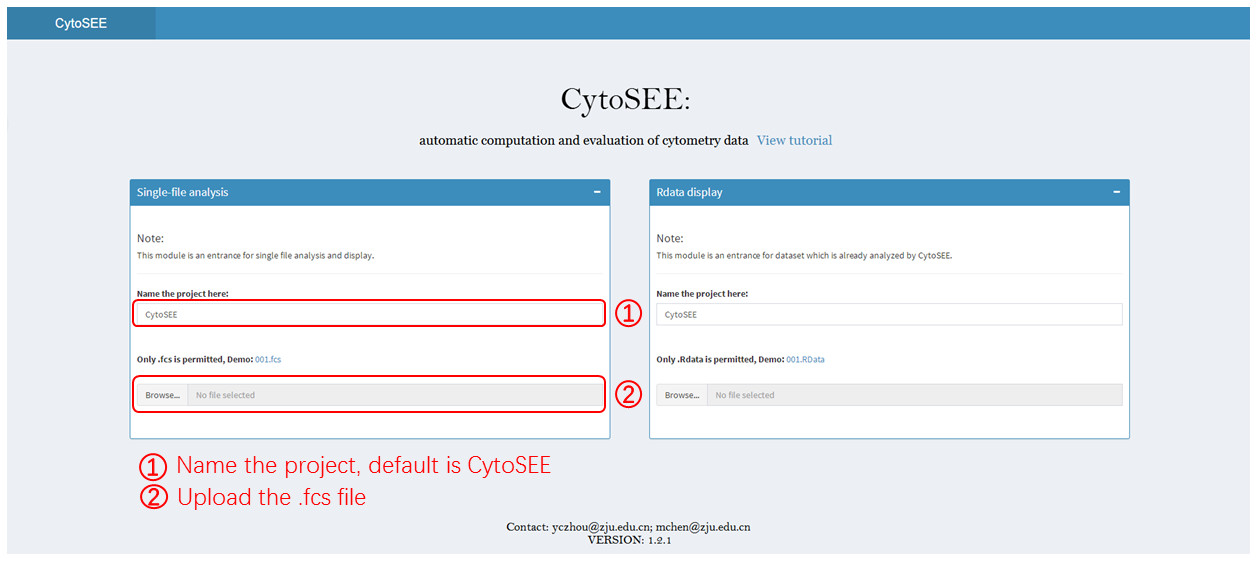 CytoSEE
CytoSEE:
automatic computation and evaluation of cytometry data View tutorial
Single-file analysis
Note:
This module is an entrance for single file analysis and display.
Name the project here:
CytoSEE
①
Only .fcs is permitted, Demo: 001.fcs
Browse... No file selected
②
Rdata display
Note:
This module is an entrance for dataset which is already analyzed by CytoSEE.
Name the project here:
CytoSEE
Only .Rdata is permitted, Demo: 001.RData
Browse... No file selected
① Name the project, default is CytoSEE
② Upload the .fcs file
Contact: yczhou@zju.edu.cn; mchen@zju.edu.cn
VERSION: 1.2.1